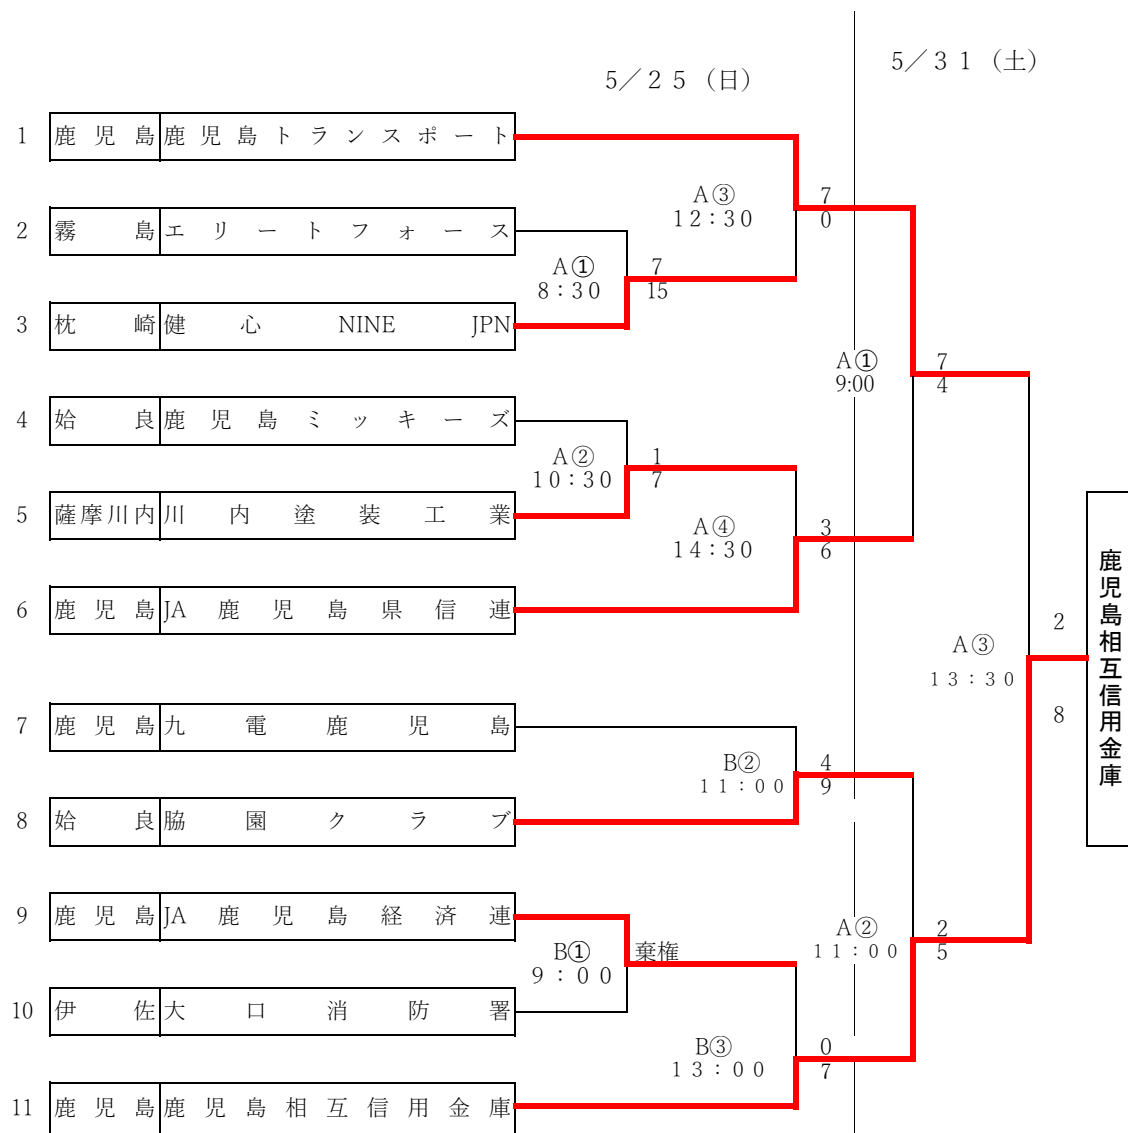 5／３１（土）
5／２５（日）
1 鹿児島 鹿児島トランスポート
A③ 7
12：30 0
2 霧島 エリートフォース
A① 7
8：30 15
3 枕崎 健心 NINE JPN
A① 7
9:00 4
4 姶良 鹿児島ミッキーズ
A② 1
10：30 7
5 薩摩川内 川内塗装工業
A④ 3
14：30 6
6 鹿児島 JA鹿児島県信連
鹿児島相互信用金庫
2
A③
１３：３０
8
7 鹿児島 九電鹿児島
B② 4
１１：００ 9
8 姶良 脇園クラブ
9 鹿児島 JA鹿児島経済連
A② 2
１１：００ 5
B① 棄権
９：００
10 伊佐 大口消防署
B③ 0
１３：００ 7
11 鹿児島 鹿児島相互信用金庫